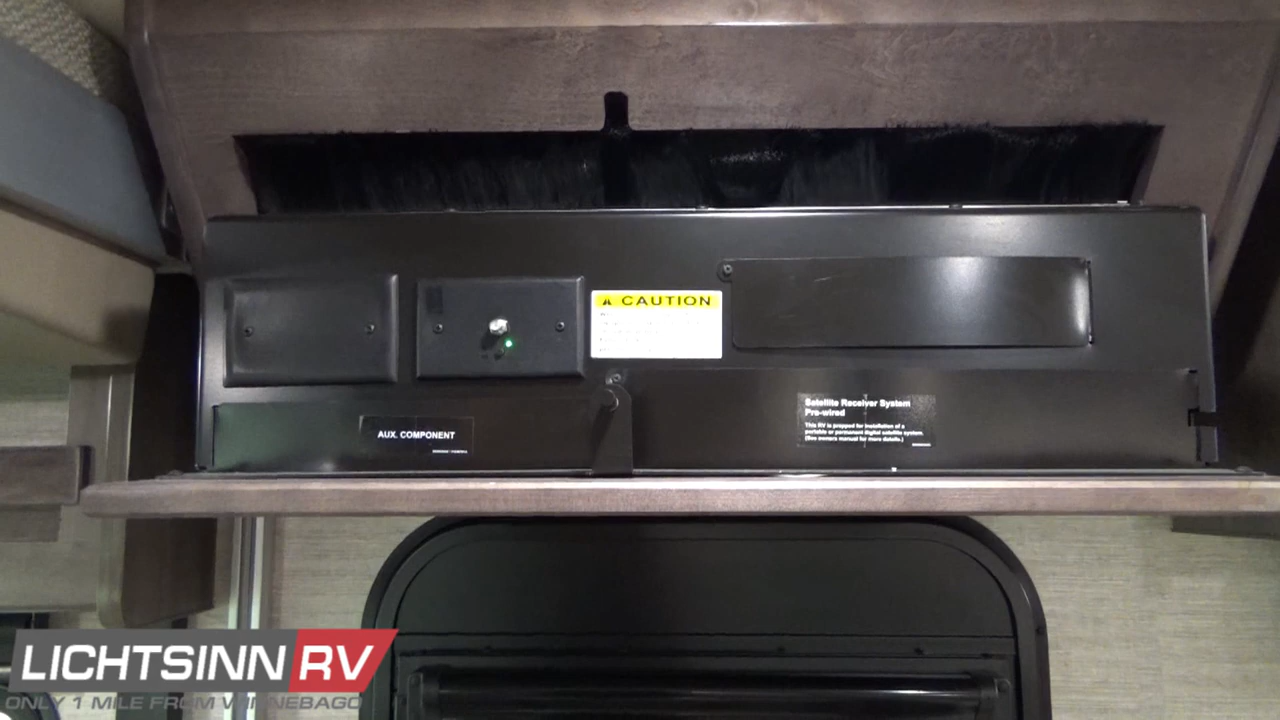 CAUTION
AUX. COMPONENT
Satellite Receiver System
Pre-wired
This RV is prepped for installation of a
portable or permanent digital satellite system.
(See owners manual for more details.)
LICHTSINN RV
ONLY 1 MILE FROM WINNEBAGO